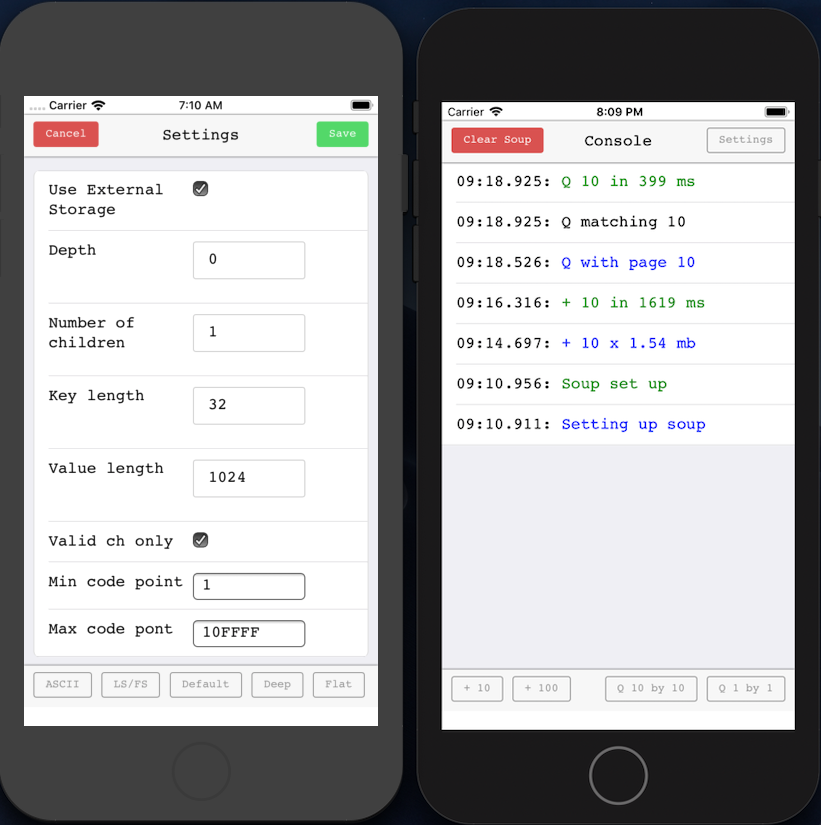 Carrier 7:10 AM
Cancel Settings Save
Use External
Storage
Depth 0
Number of
children 1
Key length 32
Value length 1024
Valid ch only
Min code point 1
Max code pont 10FFFF
ASCII LS/FS Default Deep Flat
Carrier 8:09 PM
Clear Soup Console Settings
09:18.925: Q 10 in 399 ms
09:18.925: Q matching 10
09:18.526: Q with page 10
09:16.316: + 10 in 1619 ms
09:14.697: + 10 x 1.54 mb
09:10.956: Soup set up
09:10.911: Setting up soup
+ 10 + 100 Q 10 by 10 Q 1 by 1